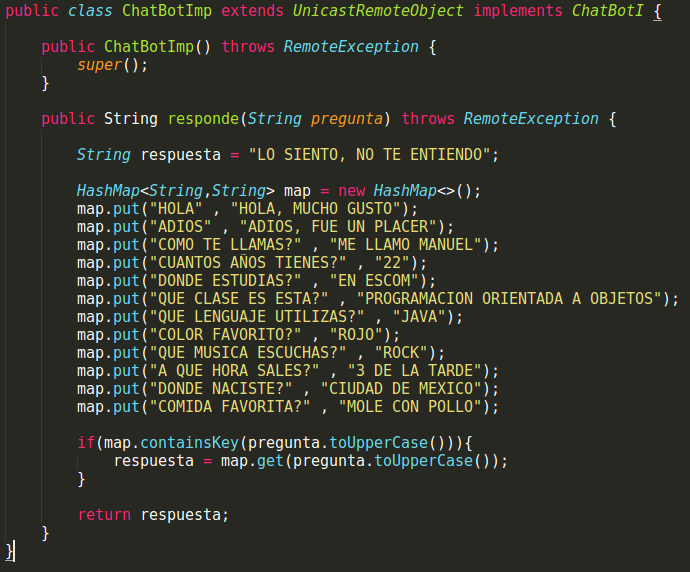 public class ChatBotImp extends UnicastRemoteObject implements ChatBotI {
public ChatBotImp() throws RemoteException {
super();
}
public String responde(String pregunta) throws RemoteException {
String respuesta = "LO SIENTO, NO TE ENTIENDO";
HashMap<String,String> map = new HashMap<>();
map.put("HOLA" , "HOLA, MUCHO GUSTO");
map.put("ADIOS" , "ADIOS, FUE UN PLACER");
map.put("COMO TE LLAMAS?" , "ME LLAMO MANUEL");
map.put("CUANTOS AÑOS TIENES?" , "22");
map.put("DONDE ESTUDIAS?" , "EN ESCOM");
map.put("QUE CLASE ES ESTA?" , "PROGRAMACION ORIENTADA A OBJETOS");
map.put("QUE LENGUAJE UTILIZAS?" , "JAVA");
map.put("COLOR FAVORITO?" , "ROJO");
map.put("QUE MUSICA ESCUCHAS?" , "ROCK");
map.put("A QUE HORA SALES?" , "3 DE LA TARDE");
map.put("DONDE NACISTE?" , "CIUDAD DE MEXICO");
map.put("COMIDA FAVORITA?" , "MOLE CON POLLO");
if(map.containsKey(pregunta.toUpperCase())){
respuesta = map.get(pregunta.toUpperCase());
}
return respuesta;
}
}